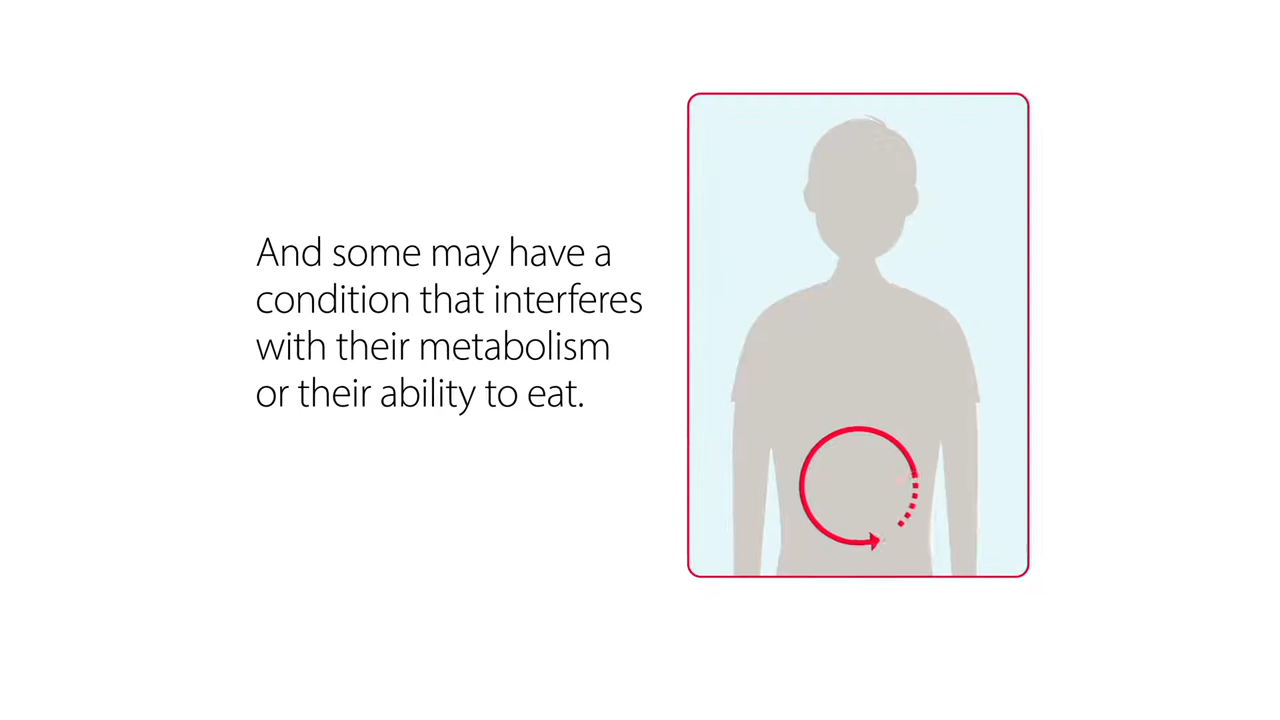 And some may have a
condition that interferes
with their metabolism
or their ability to eat.